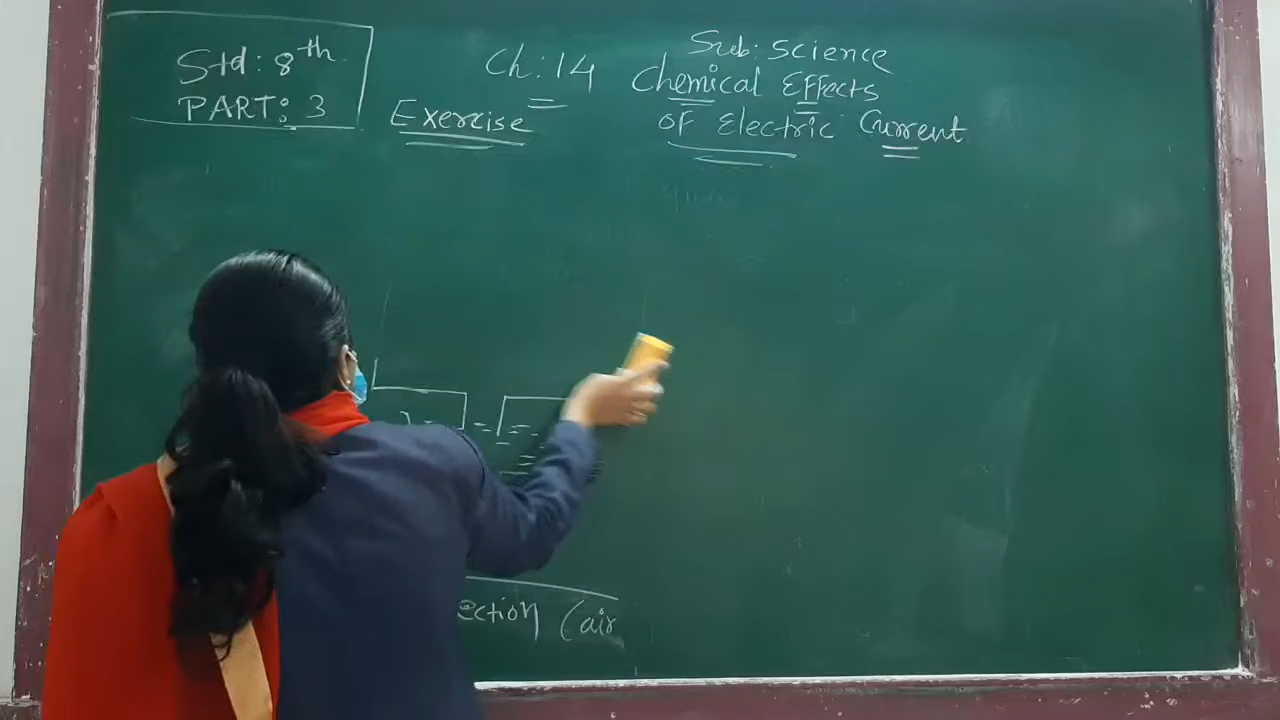 Std: 8th
PART: 3
Exercise
Ch: 14
Sub: science
Chemical Effects
of Electric Current
ection (air